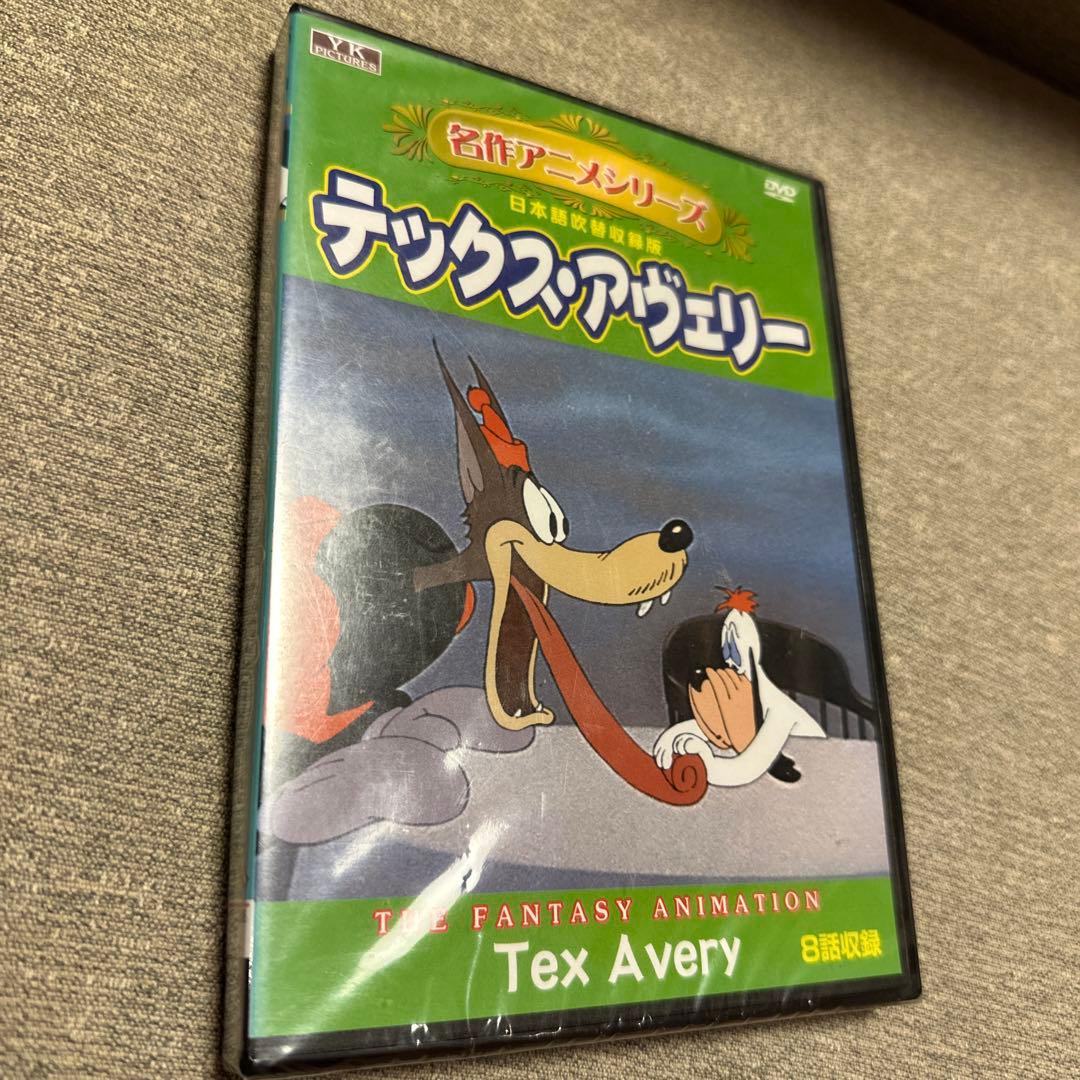 YK
PICTURES
名作アニメシリーズ
DVD
日本語吹替収録版
テックス・アヴェリー
THE FANTASY ANIMATION
Tex Avery
8話収録